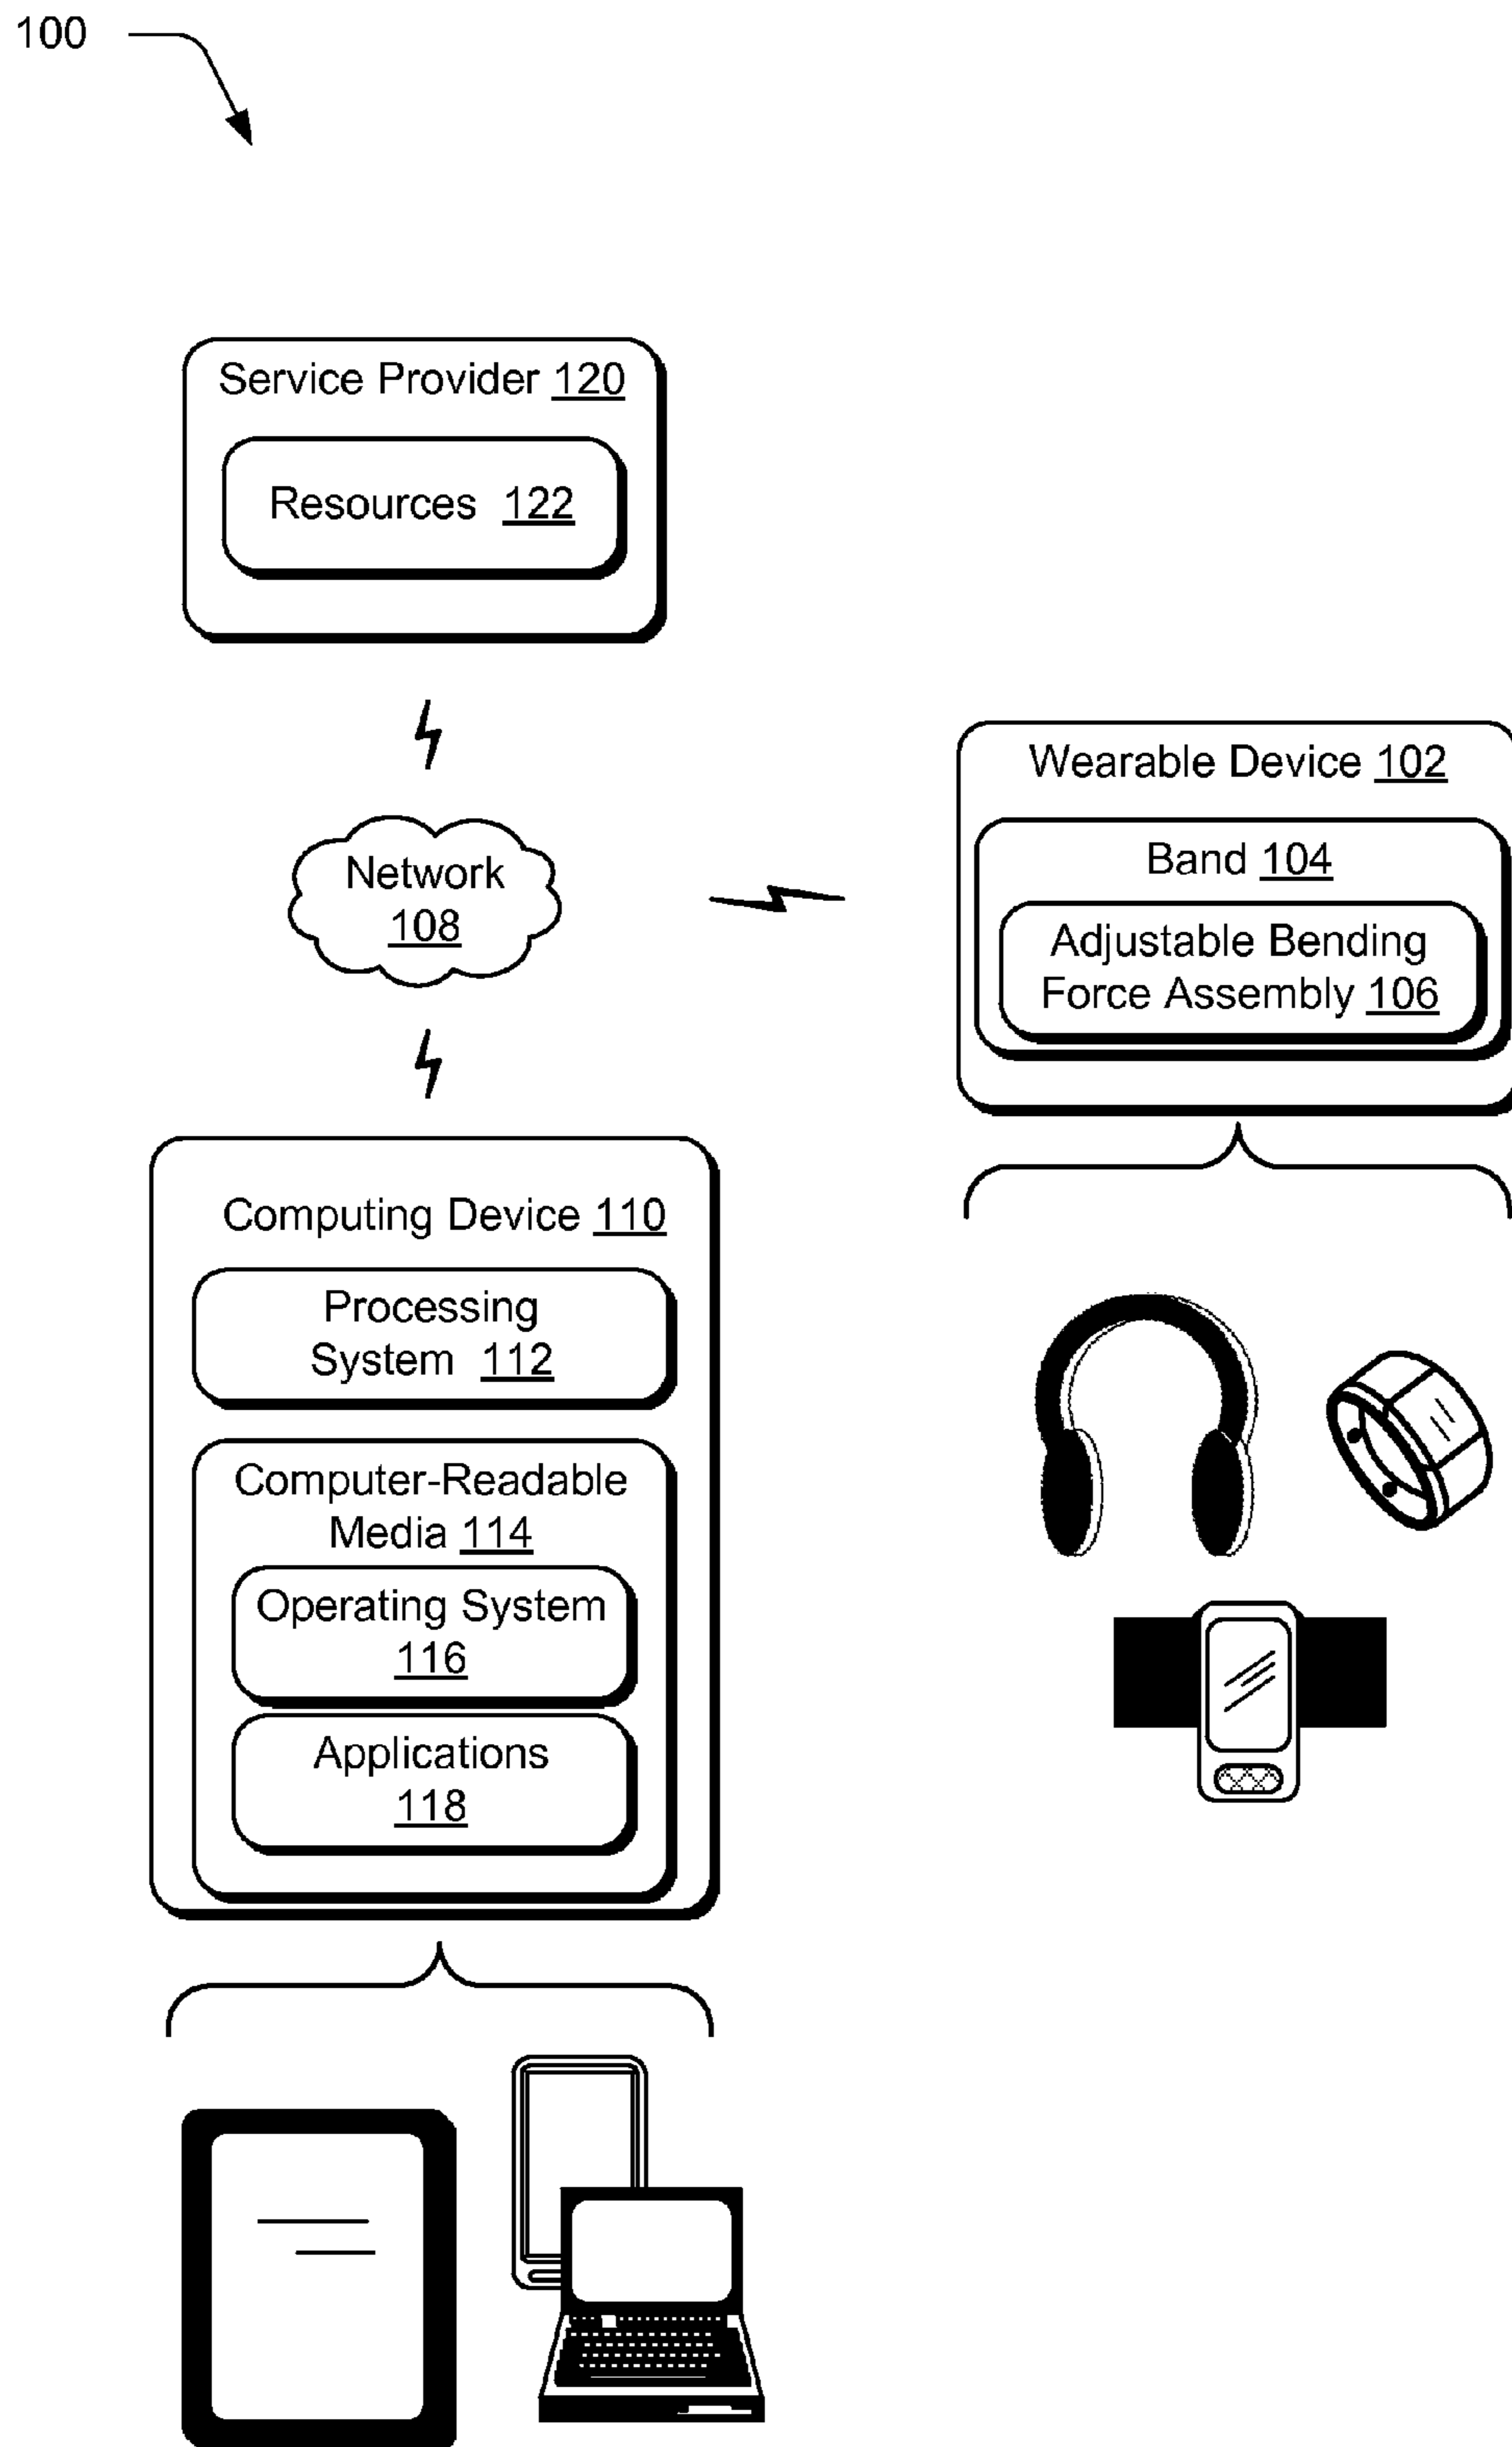 100
Service Provider 120
Resources 122
Network
108
Wearable Device 102
Band 104
Adjustable Bending
Force Assembly 106
Computing Device 110
Processing
System 112
Computer-Readable
Media 114
Operating System
116
Applications
118